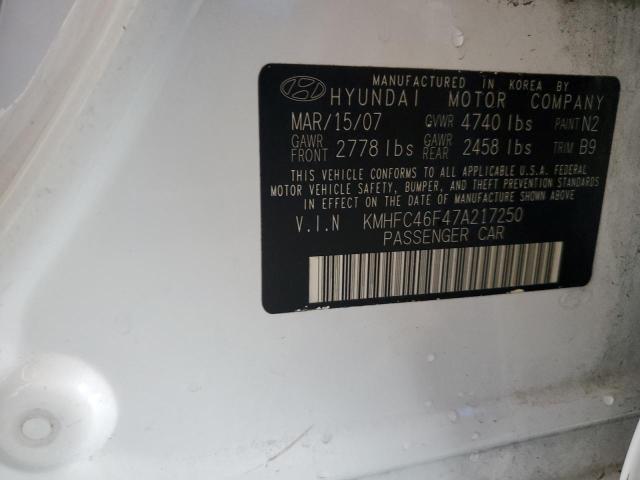 MANUFACTURED IN KOREA BY
HYUNDAI MOTOR COMPANY
MAR/15/07 GVWR 4740 lbs PAINT N2
GAWR FRONT 2778 lbs GAWR REAR 2458 lbs TRIM B9
THIS VEHICLE CONFORMS TO ALL APPLICABLE U.S.A. FEDERAL
MOTOR VEHICLE SAFETY, BUMPER, AND THEFT PREVENTION STANDARDS
IN EFFECT ON THE DATE OF MANUFACTURE SHOWN ABOVE.
V.I.N KMHFC46F47A217250
PASSENGER CAR